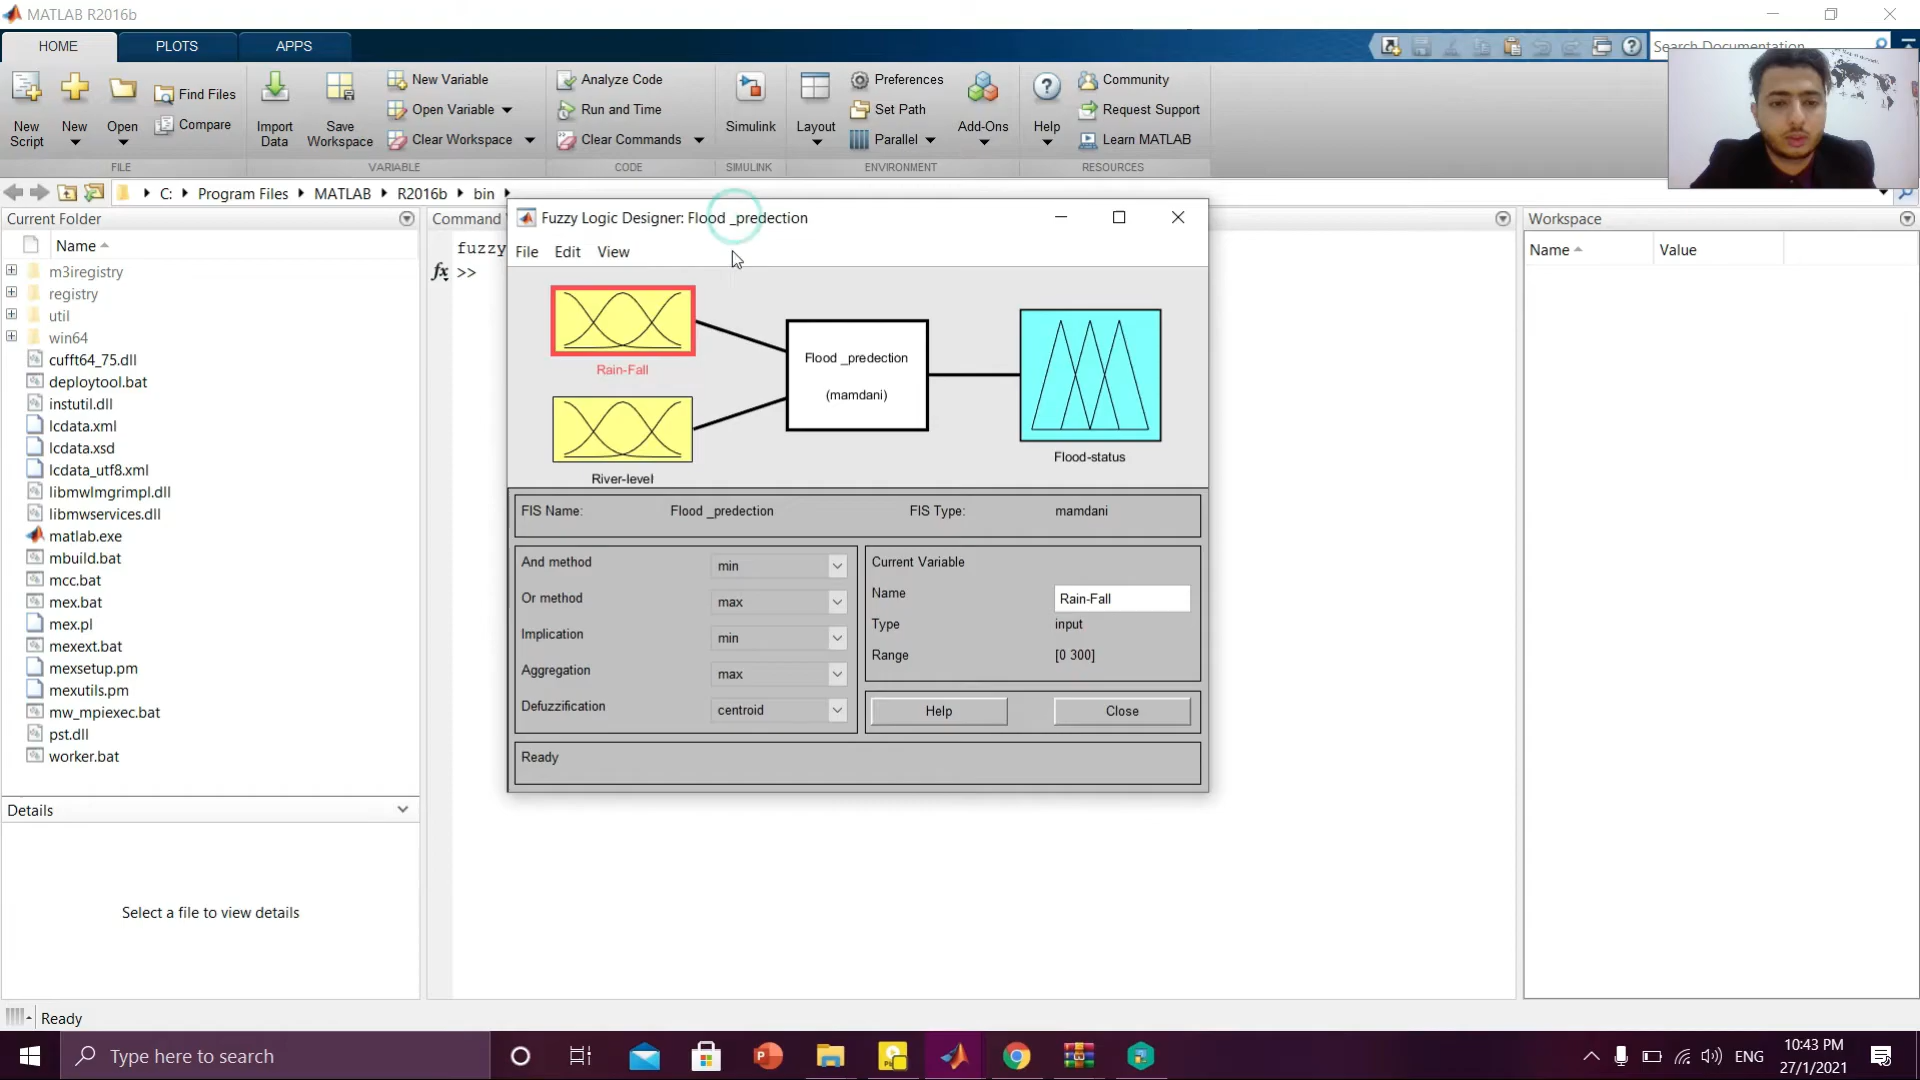 MATLAB R2016b
HOME
PLOTS
APPS
Search Documentation
New Script
New
Open
Find Files
Compare
Import Data
Save Workspace
New Variable
Open Variable
Clear Workspace
Analyze Code
Run and Time
Clear Commands
Simulink
Layout
Preferences
Set Path
Parallel
Add-Ons
Help
Community
Request Support
Learn MATLAB
FILE
VARIABLE
CODE
SIMULINK
ENVIRONMENT
RESOURCES
C: Program Files MATLAB R2016b bin
Current Folder
Name
m3iregistry
registry
util
win64
cufft64_75.dll
deploytool.bat
instutil.dll
lcdata.xml
lcdata.xsd
lcdata_utf8.xml
libmwlmgrimpl.dll
libmwservices.dll
matlab.exe
mbuild.bat
mcc.bat
mex.bat
mex.pl
mexext.bat
mexsetup.pm
mexutils.pm
mw_mpiexec.bat
pst.dll
worker.bat
Details
Select a file to view details
Command
fuzzy
fx >>
Fuzzy Logic Designer: Flood _predection
File Edit View
Rain-Fall
River-level
Flood _predection
(mamdani)
Flood-status
FIS Name: Flood _predection FIS Type: mamdani
And method min
Or method max
Implication min
Aggregation max
Defuzzification centroid
Current Variable
Name Rain-Fall
Type input
Range [0 300]
Help Close
Ready
Workspace
Name Value
Ready
Type here to search
ENG
10:43 PM
27/1/2021